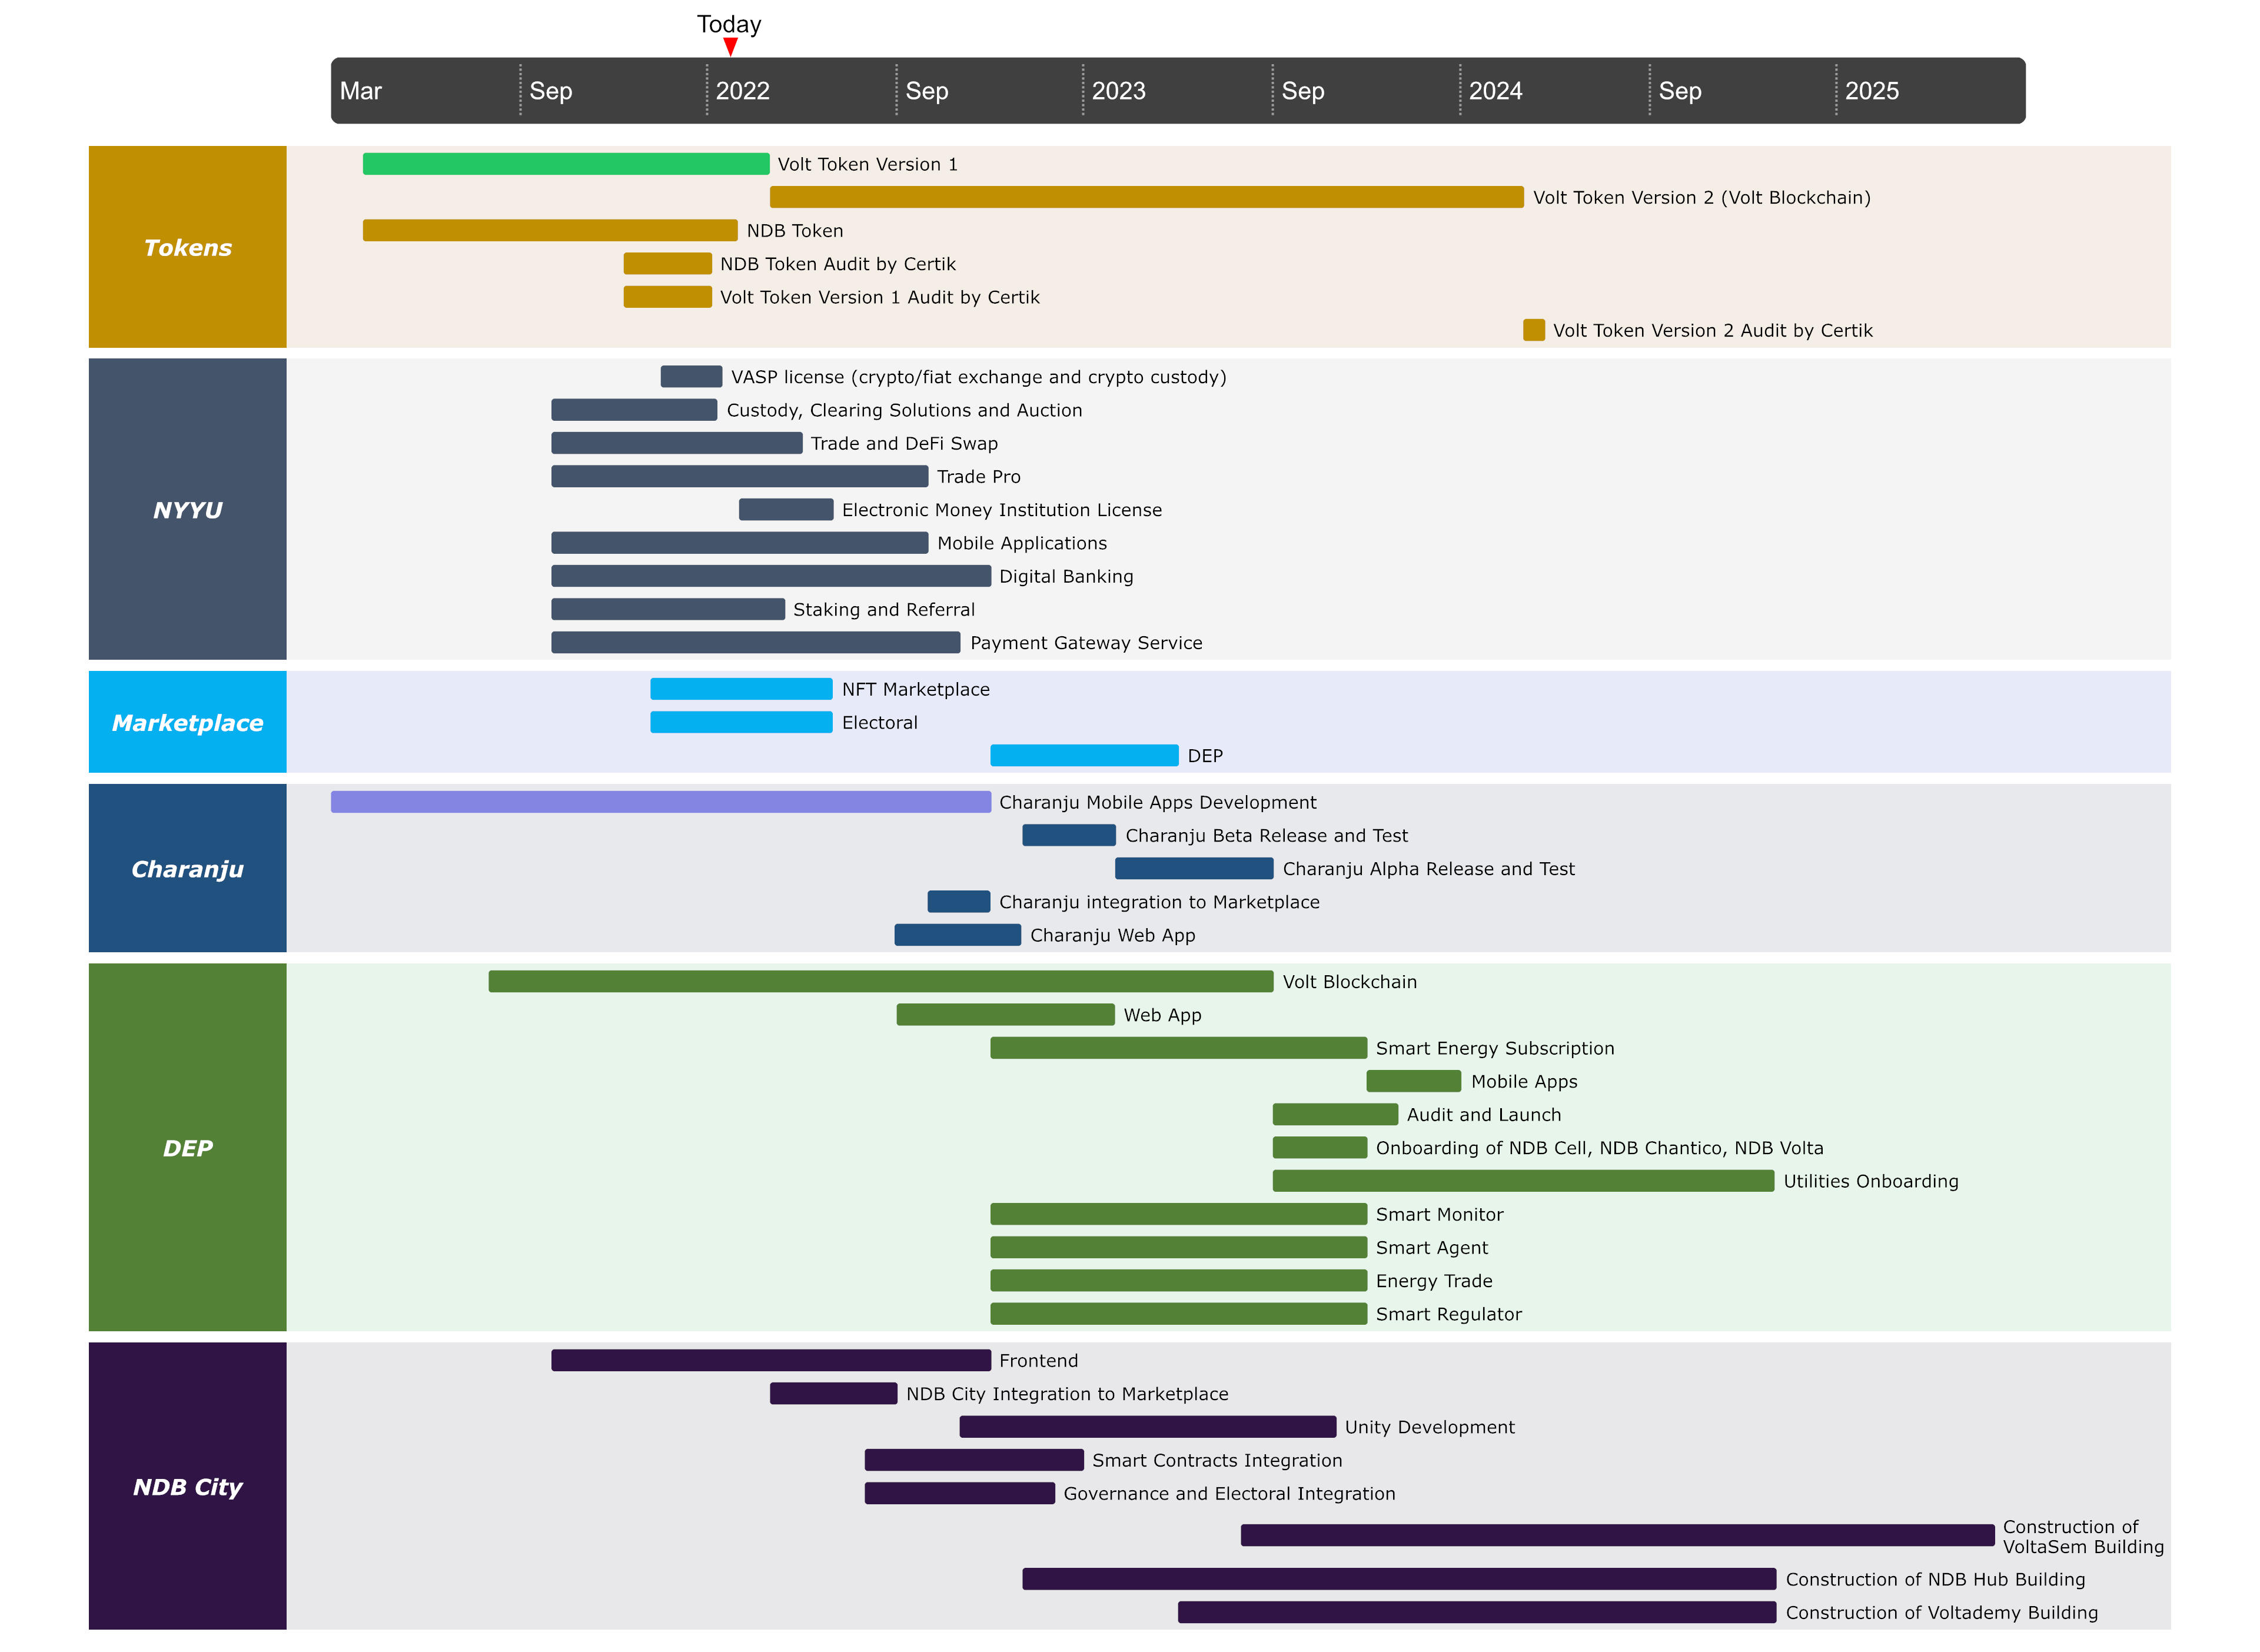 Today
Mar Sep 2022 Sep 2023 Sep 2024 Sep 2025
Tokens
Volt Token Version 1
Volt Token Version 2 (Volt Blockchain)
NDB Token
NDB Token Audit by Certik
Volt Token Version 1 Audit by Certik
Volt Token Version 2 Audit by Certik
NYYU
VASP license (crypto/fiat exchange and crypto custody)
Custody, Clearing Solutions and Auction
Trade and DeFi Swap
Trade Pro
Electronic Money Institution License
Mobile Applications
Digital Banking
Staking and Referral
Payment Gateway Service
Marketplace
NFT Marketplace
Electoral
DEP
Charanju
Charanju Mobile Apps Development
Charanju Beta Release and Test
Charanju Alpha Release and Test
Charanju integration to Marketplace
Charanju Web App
DEP
Volt Blockchain
Web App
Smart Energy Subscription
Mobile Apps
Audit and Launch
Onboarding of NDB Cell, NDB Chantico, NDB Volta
Utilities Onboarding
Smart Monitor
Smart Agent
Energy Trade
Smart Regulator
NDB City
Frontend
NDB City Integration to Marketplace
Unity Development
Smart Contracts Integration
Governance and Electoral Integration
Construction of
VoltaSem Building
Construction of NDB Hub Building
Construction of Voltademy Building